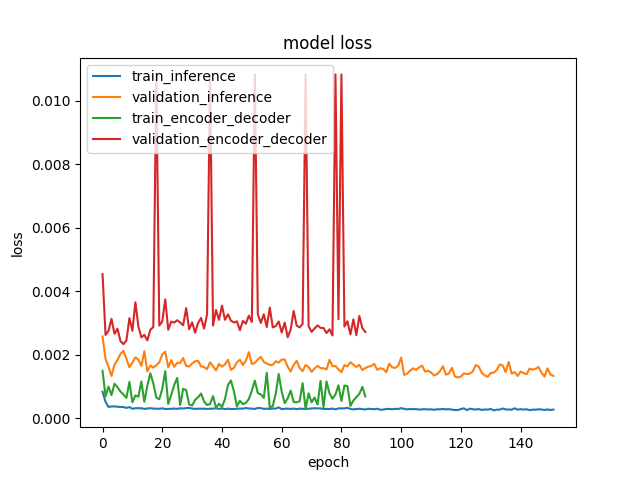 model loss
train_inference
validation_inference
train_encoder_decoder
validation_encoder_decoder
loss
0.010
0.008
0.006
0.004
0.002
0.000
0 20 40 60 80 100 120 140
epoch